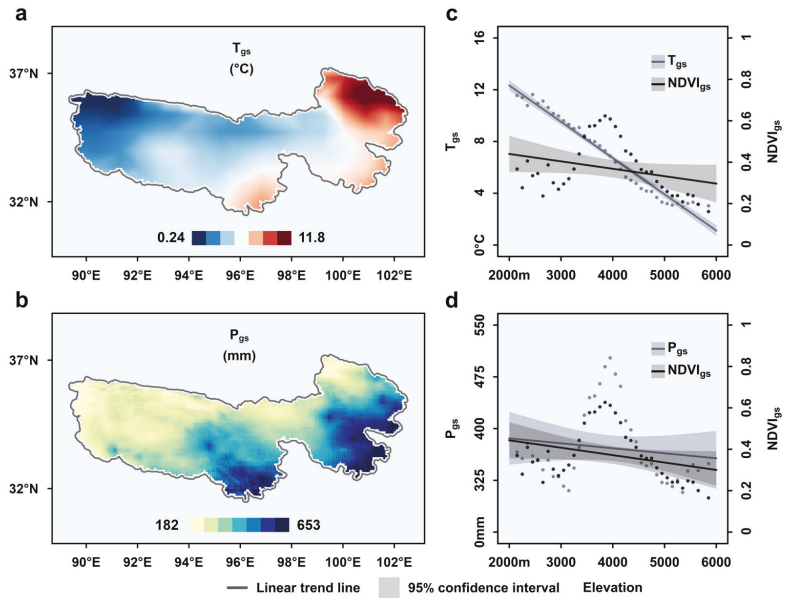 a
Tgs
(°C)
37°N
32°N
0.24 11.8
90°E 92°E 94°E 96°E 98°E 100°E 102°E
b
Pgs
(mm)
37°N
32°N
182 653
90°E 92°E 94°E 96°E 98°E 100°E 102°E
c
Tgs
NDVIgs
16
12
8
4
0°C
Tgs
1
0.8
0.6
0.4
0.2
0
NDVIgs
2000m 3000 4000 5000 6000
d
Pgs
NDVIgs
550
475
400
325
0mm
Pgs
1
0.8
0.6
0.4
0.2
0
NDVIgs
2000m 3000 4000 5000 6000
Linear trend line 95% confidence interval Elevation